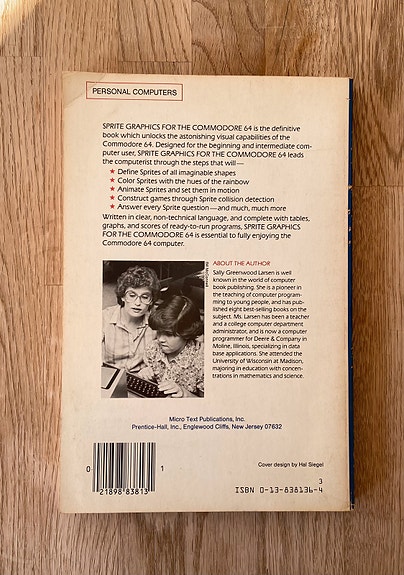 PERSONAL COMPUTERS
SPRITE GRAPHICS FOR THE COMMODORE 64 is the definitive
book which unlocks the astonishing visual capabilities of the
Commodore 64. Designed for the beginning and intermediate com-
puter user, SPRITE GRAPHICS FOR THE COMMODORE 64 leads
the computerist through the steps that will—
★ Define Sprites of all imaginable shapes
★ Color Sprites with the hues of the rainbow
★ Animate Sprites and set them in motion
★ Construct games through Sprite collision detection
★ Answer every Sprite question—and much, much more
Written in clear, non-technical language, and complete with tables,
graphs, and scores of ready-to-run programs, SPRITE GRAPHICS
FOR THE COMMODORE 64 is essential to fully enjoying the
Commodore 64 computer.
ABOUT THE AUTHOR
Sally Greenwood Larsen is well
known in the world of computer
book publishing. She is a pioneer in
the teaching of computer program-
ming to young people, and has pub-
lished eight best-selling books on the
subject. Ms. Larsen has been a teacher
and a college computer department
administrator, and is now a computer
programmer for Deere & Company in
Moline, Illinois, specializing in data
base applications. She attended the
University of Wisconsin at Madison,
majoring in education with concen-
trations in mathematics and science.
Micro Text Publications, Inc.
Prentice-Hall, Inc., Englewood Cliffs, New Jersey 07632
0 21898 83813 1
Cover design by Hal Siegel
3
ISBN 0-13-838136-4